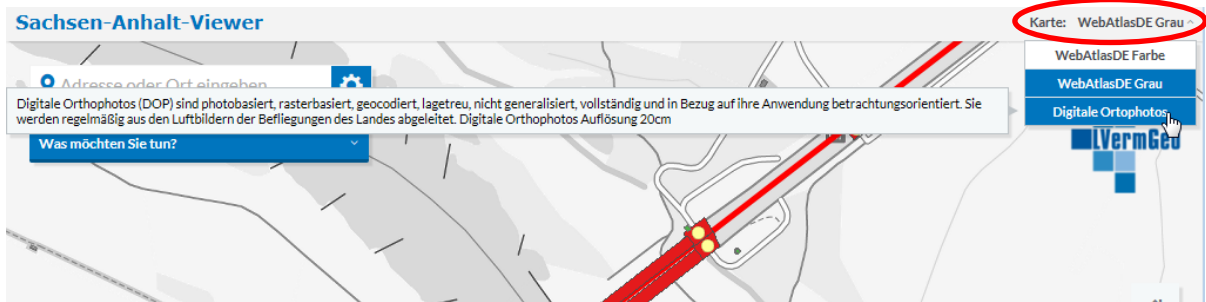 Sachsen-Anhalt-Viewer
Karte: WebAtlasDE Grau
WebAtlasDE Farbe
Adresse oder Ort eingeben
WebAtlasDE Grau
Digitale Orthophotos (DOP) sind photobasiert, rasterbasiert, geocodiert, lagetreu, nicht generalisiert, vollständig und in Bezug auf ihre Anwendung betrachtungsorientiert. Sie
werden regelmäßig aus den Luftbildern der Befliegungen des Landes abgeleitet. Digitale Orthophotos Auflösung 20cm
Digitale Ortophotos
Was möchten Sie tun?
LVermGeo